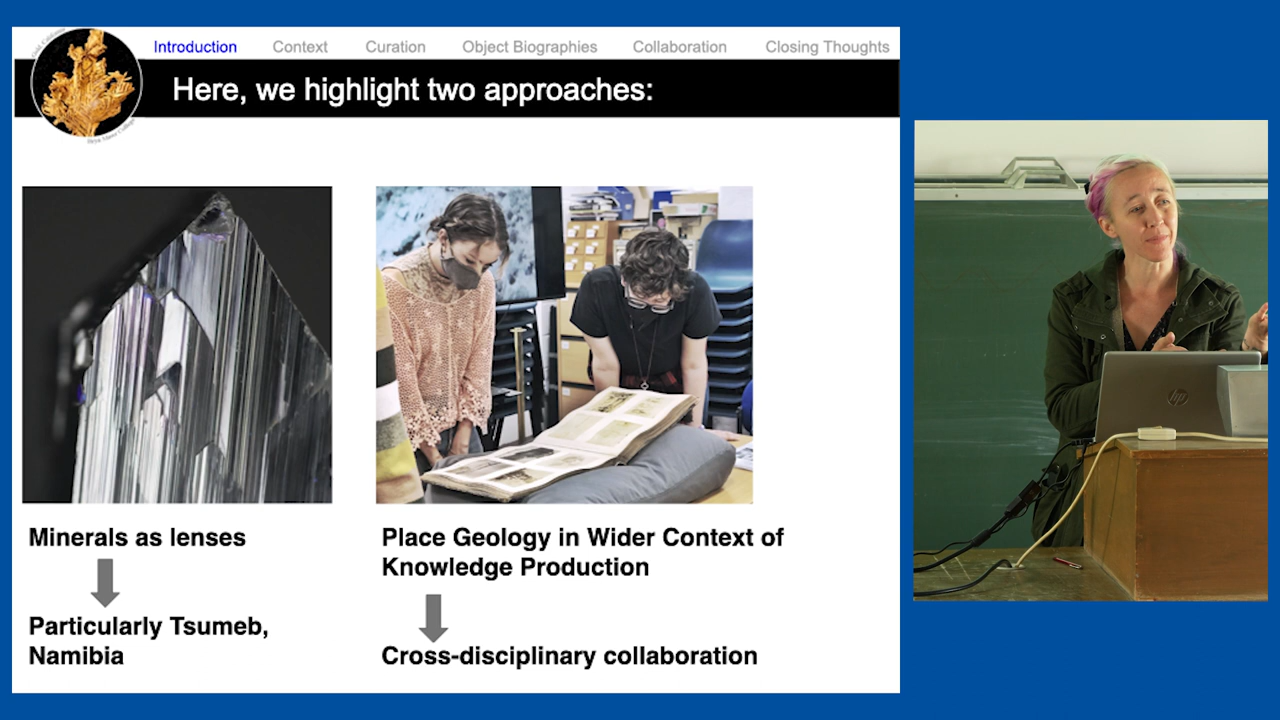 Introduction
Context
Curation
Object Biographies
Collaboration
Closing Thoughts
Here, we highlight two approaches:
Minerals as lenses
Particularly Tsumeb,
Namibia
Place Geology in Wider Context of
Knowledge Production
Cross-disciplinary collaboration
hp